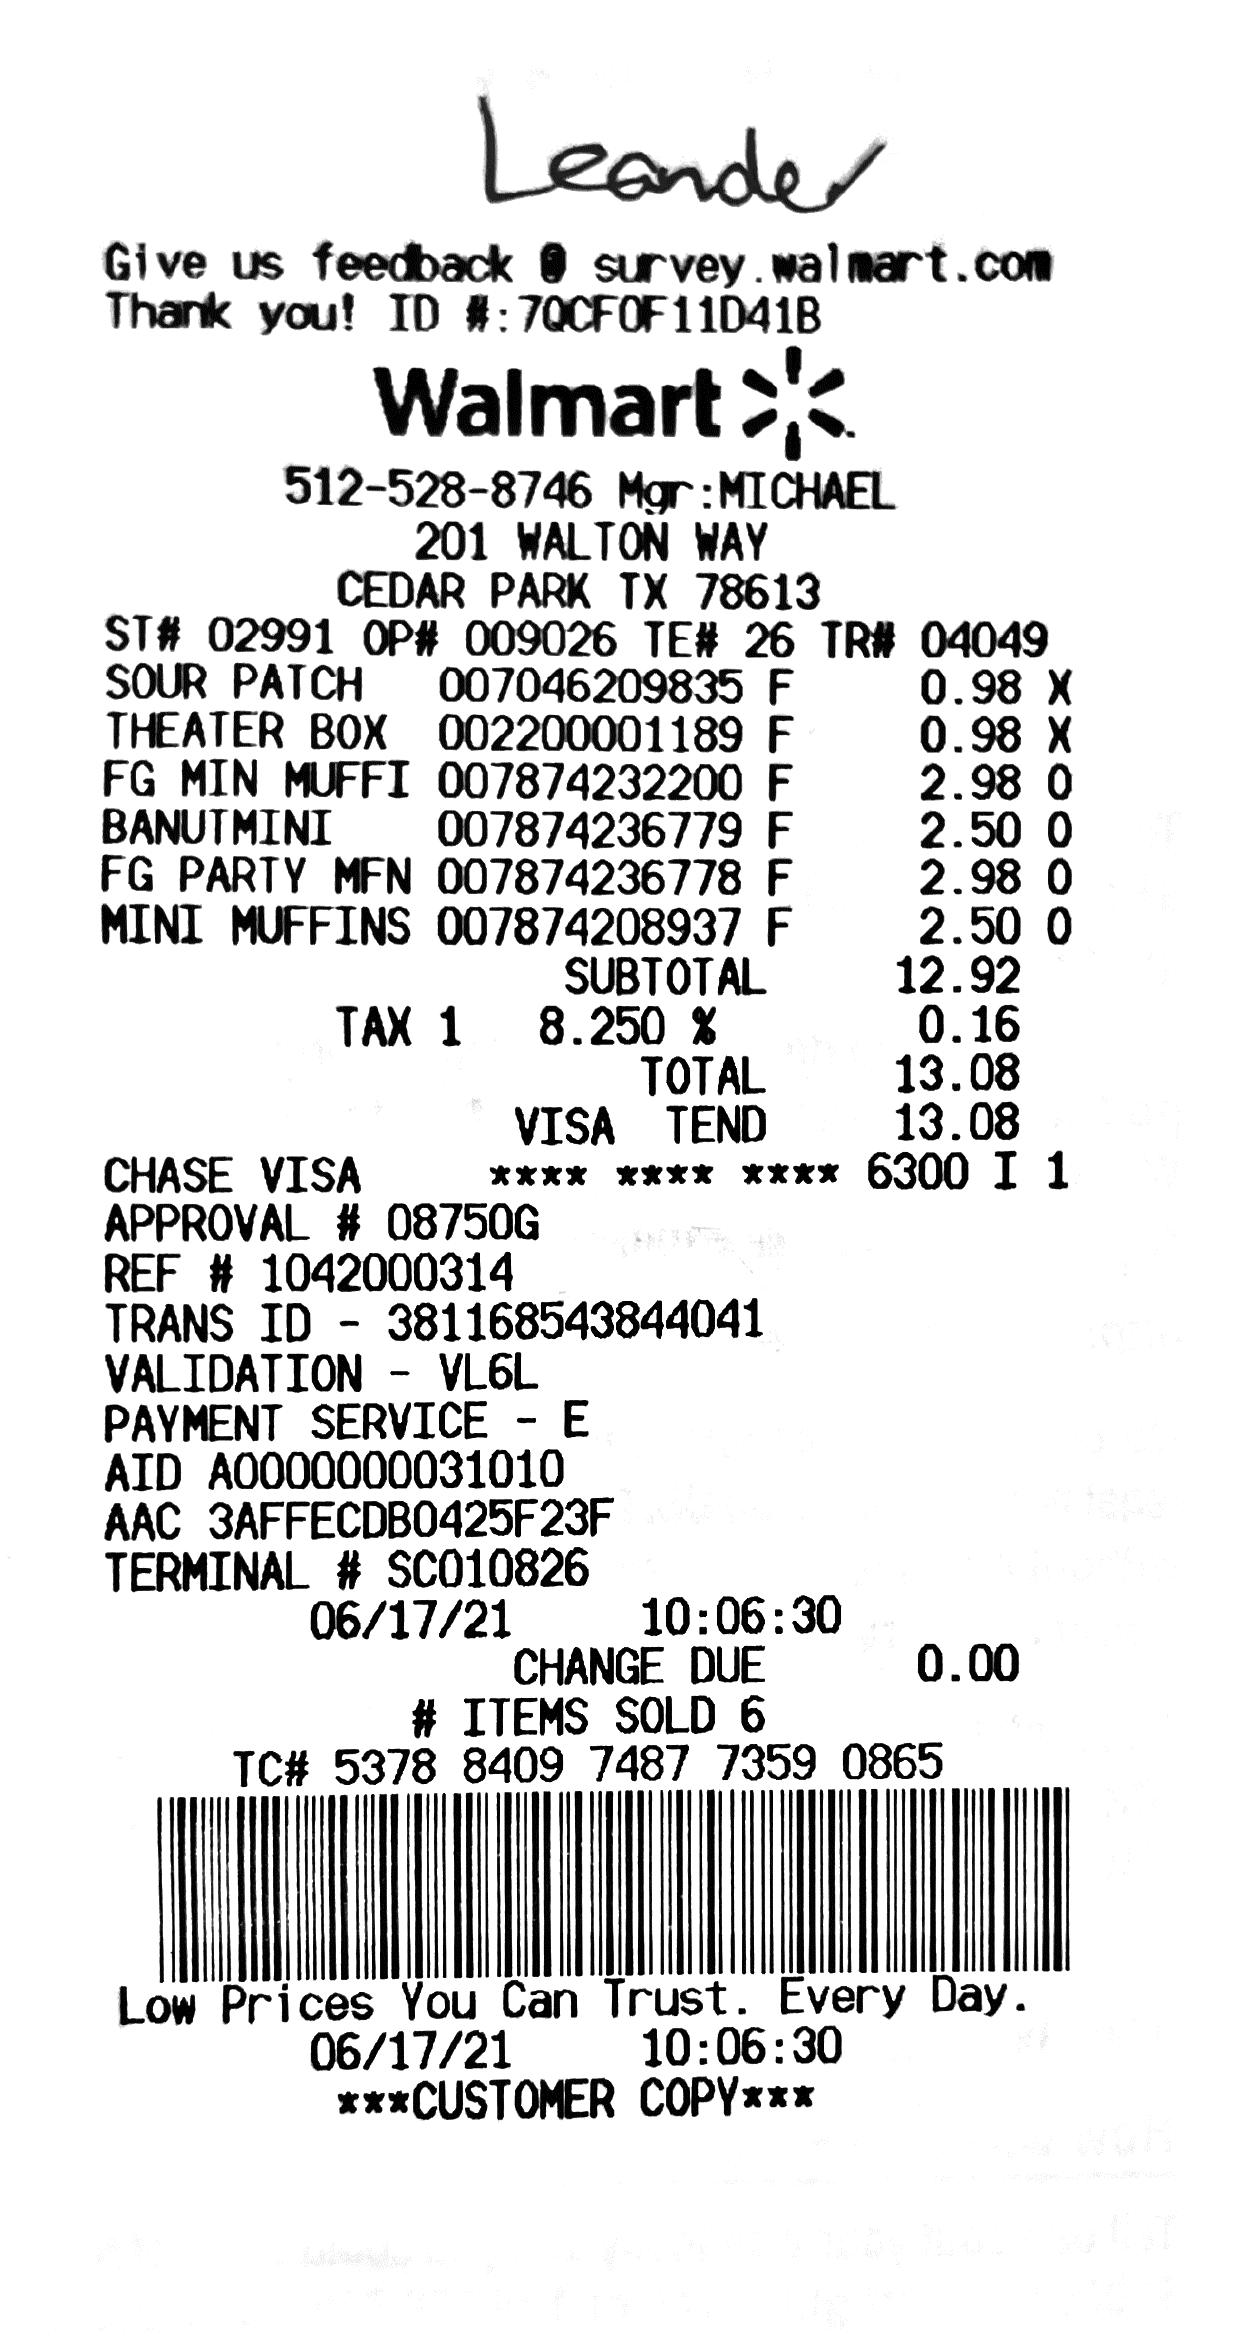 Leander
Give us feedback @ survey.walmart.com
Thank you! ID #:7QCF0F11D41B
Walmart
512-528-8746 Mgr:MICHAEL
201 WALTON WAY
CEDAR PARK TX 78613
ST# 02991 OP# 009026 TE# 26 TR# 04049
SOUR PATCH 007046209835 F 0.98 X
THEATER BOX 002200001189 F 0.98 X
FG MIN MUFFI 007874232200 F 2.98 O
BANUTMINI 007874236779 F 2.50 O
FG PARTY MFN 007874236778 F 2.98 O
MINI MUFFINS 007874208937 F 2.50 O
SUBTOTAL 12.92
TAX 1 8.250 % 0.16
TOTAL 13.08
VISA TEND 13.08
CHASE VISA **** **** **** 6300 I 1
APPROVAL # 08750G
REF # 1042000314
TRANS ID - 381168543844041
VALIDATION - VL6L
PAYMENT SERVICE - E
AID A0000000031010
AAC 3AFFECDB0425F23F
TERMINAL # SC010826
06/17/21 10:06:30
CHANGE DUE 0.00
# ITEMS SOLD 6
TC# 5378 8409 7487 7359 0865
Low Prices You Can Trust. Every Day.
06/17/21 10:06:30
***CUSTOMER COPY***